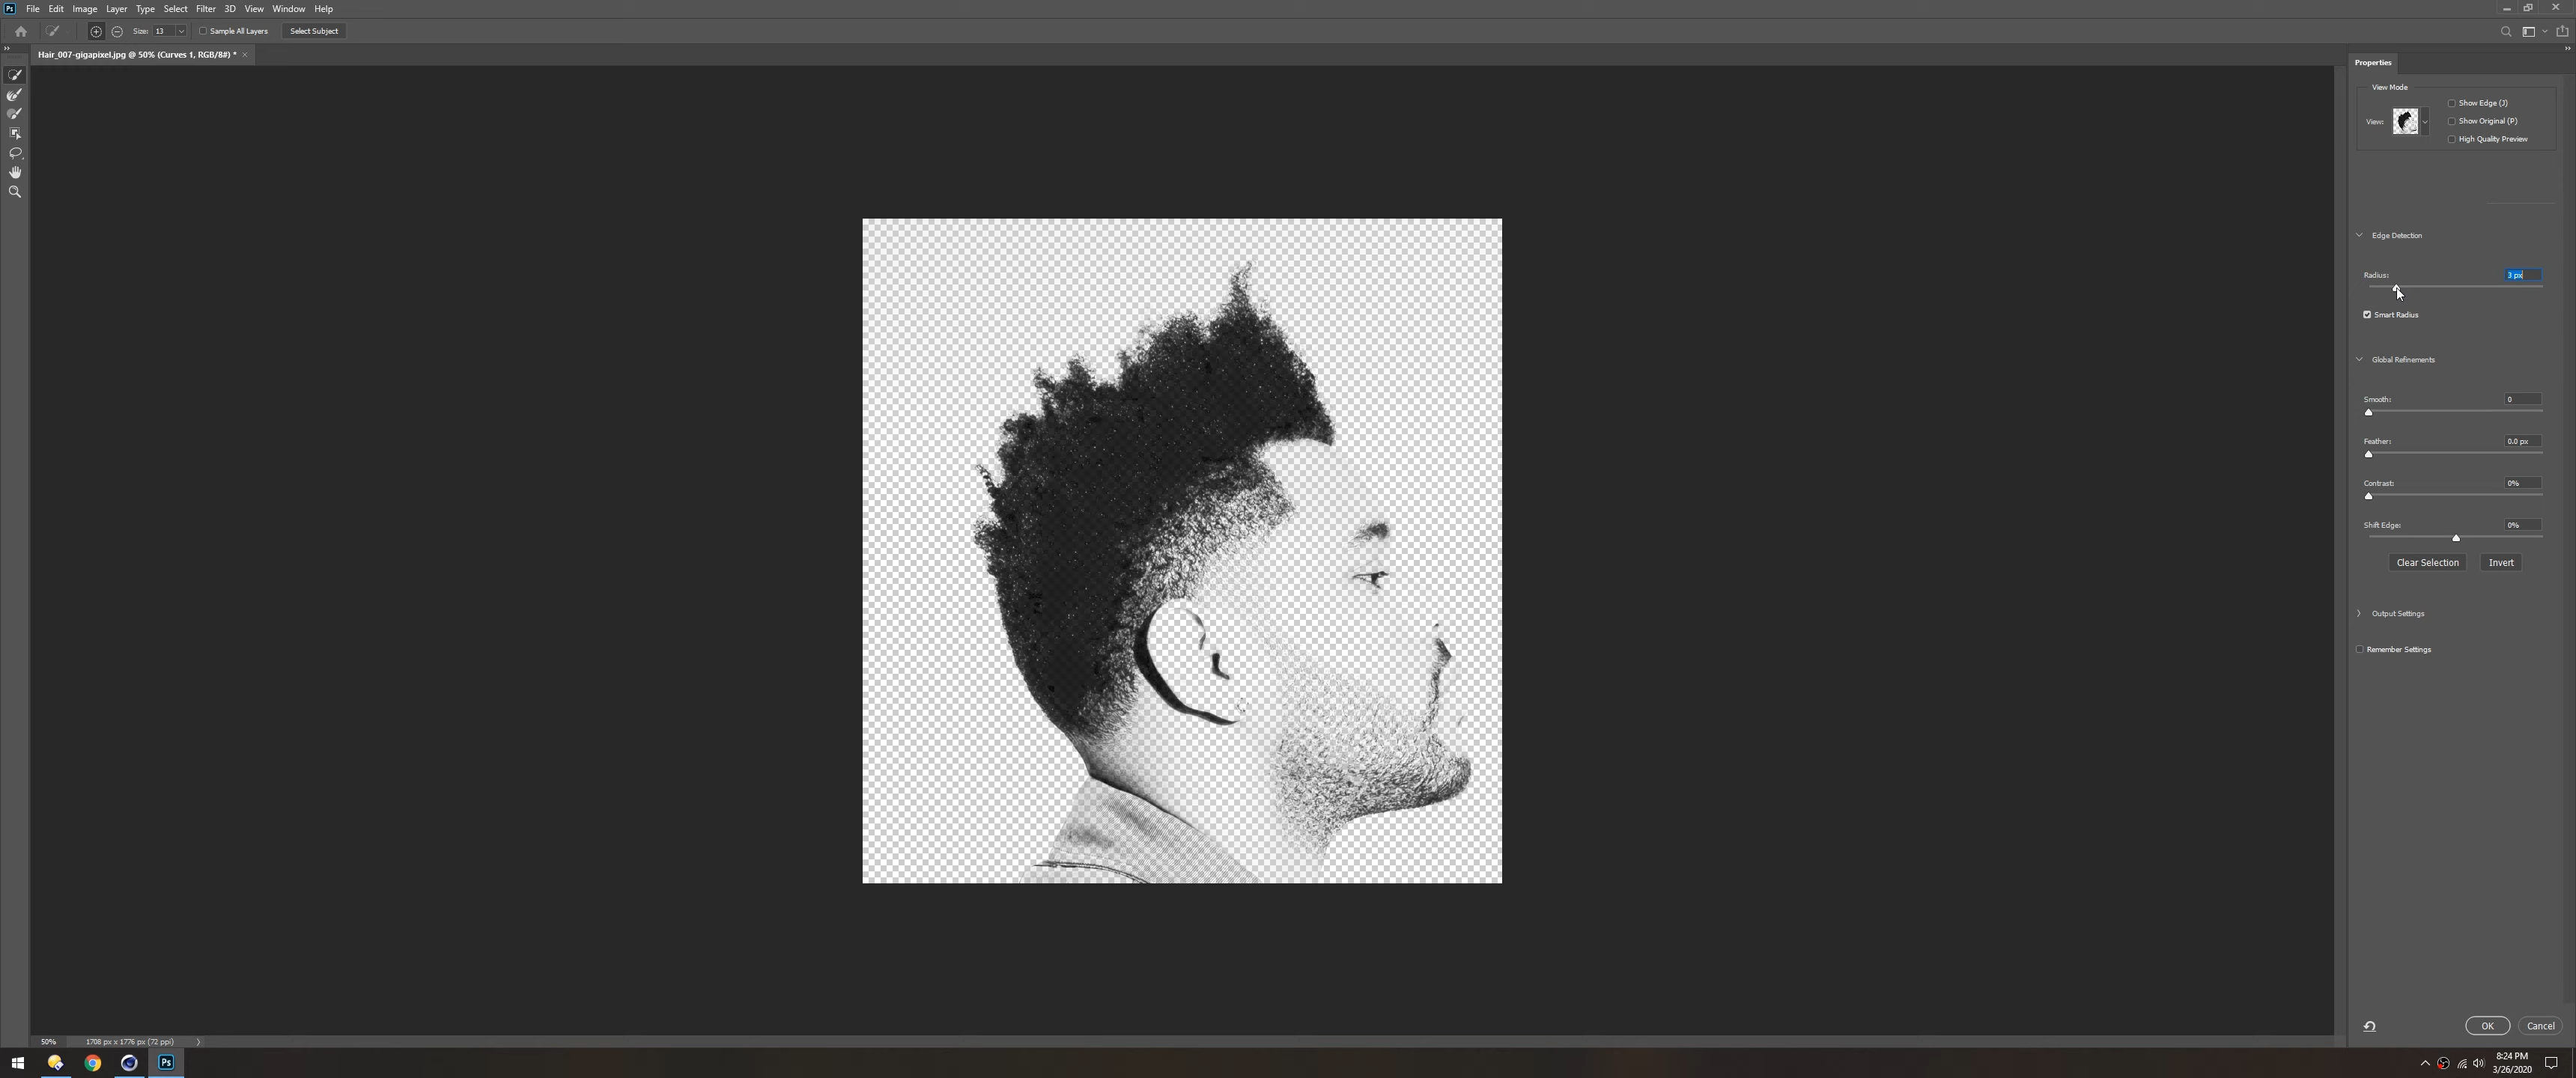 Ps File Edit Image Layer Type Select Filter 3D View Window Help
Size: 13 Sample All Layers Select Subject
Hair_007-gigapixel.jpg @ 50% (Curves 1, RGB/8#) * ×
Properties
View Mode
View:
Show Edge (J)
Show Original (P)
High Quality Preview
Edge Detection
Radius: 3 px
Smart Radius
Global Refinements
Smooth: 0
Feather: 0.0 px
Contrast: 0%
Shift Edge: 0%
Clear Selection Invert
Output Settings
Remember Settings
OK Cancel
50% 1708 px x 1776 px (72 ppi)
Ps
8:24 PM
3/26/2020